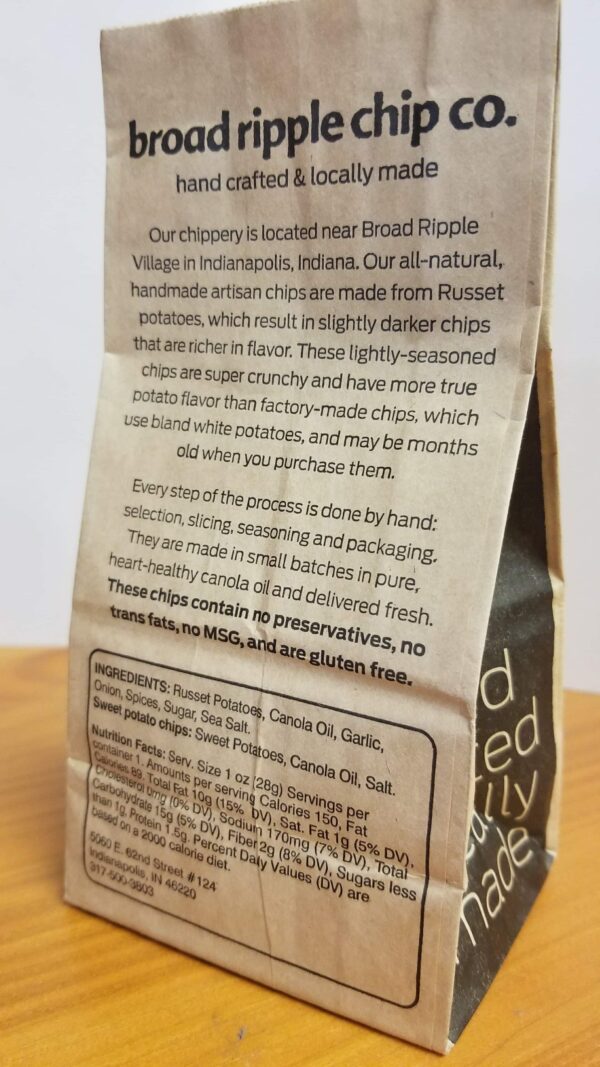 broad ripple chip co.
hand crafted & locally made
Our chippery is located near Broad Ripple
Village in Indianapolis, Indiana. Our all-natural,
handmade artisan chips are made from Russet
potatoes, which result in slightly darker chips
that are richer in flavor. These lightly-seasoned
chips are super crunchy and have more true
potato flavor than factory-made chips, which
use bland white potatoes, and may be months
old when you purchase them.
Every step of the process is done by hand:
selection, slicing, seasoning and packaging.
They are made in small batches in pure,
heart-healthy canola oil and delivered fresh.
These chips contain no preservatives, no
trans fats, no MSG, and are gluten free.
INGREDIENTS: Russet Potatoes, Canola Oil, Garlic,
Onion, Spices, Sugar, Sea Salt.
Sweet potato chips: Sweet Potatoes, Canola Oil, Salt.
Nutrition Facts: Serv. Size 1 oz (28g) Servings per
container 1. Amounts per serving Calories 150, Fat
Calories 89, Total Fat 10g (15% DV), Sat. Fat 1g (5% DV),
Cholesterol 0mg (0% DV), Sodium 170mg (7% DV), Total
Carbohydrate 15g (5% DV), Fiber 2g (8% DV), Sugars less
than 1g, Protein 1.5g. Percent Daly Values (DV) are
based on a 2000 calorie diet.
5060 E. 62nd Street #124
Indianapolis, IN 46220
317-500-3603
d
ted
lly
made